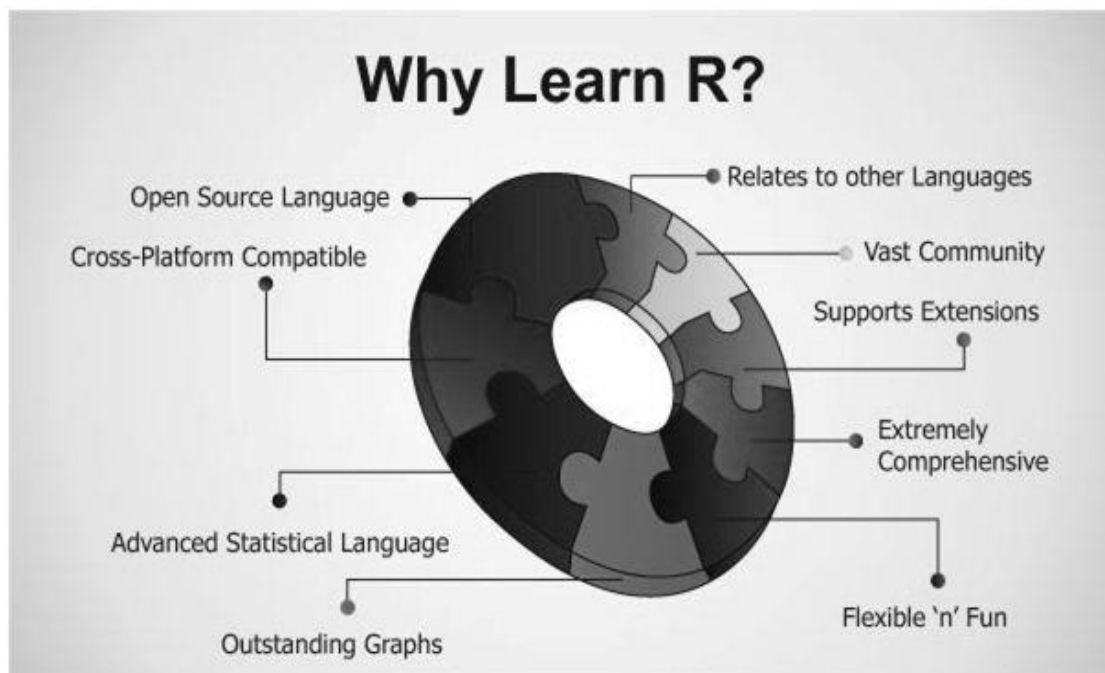 Why Learn R?
Open Source Language
Cross-Platform Compatible
Advanced Statistical Language
Outstanding Graphs
Relates to other Languages
Vast Community
Supports Extensions
Extremely
Comprehensive
Flexible ‘n’ Fun